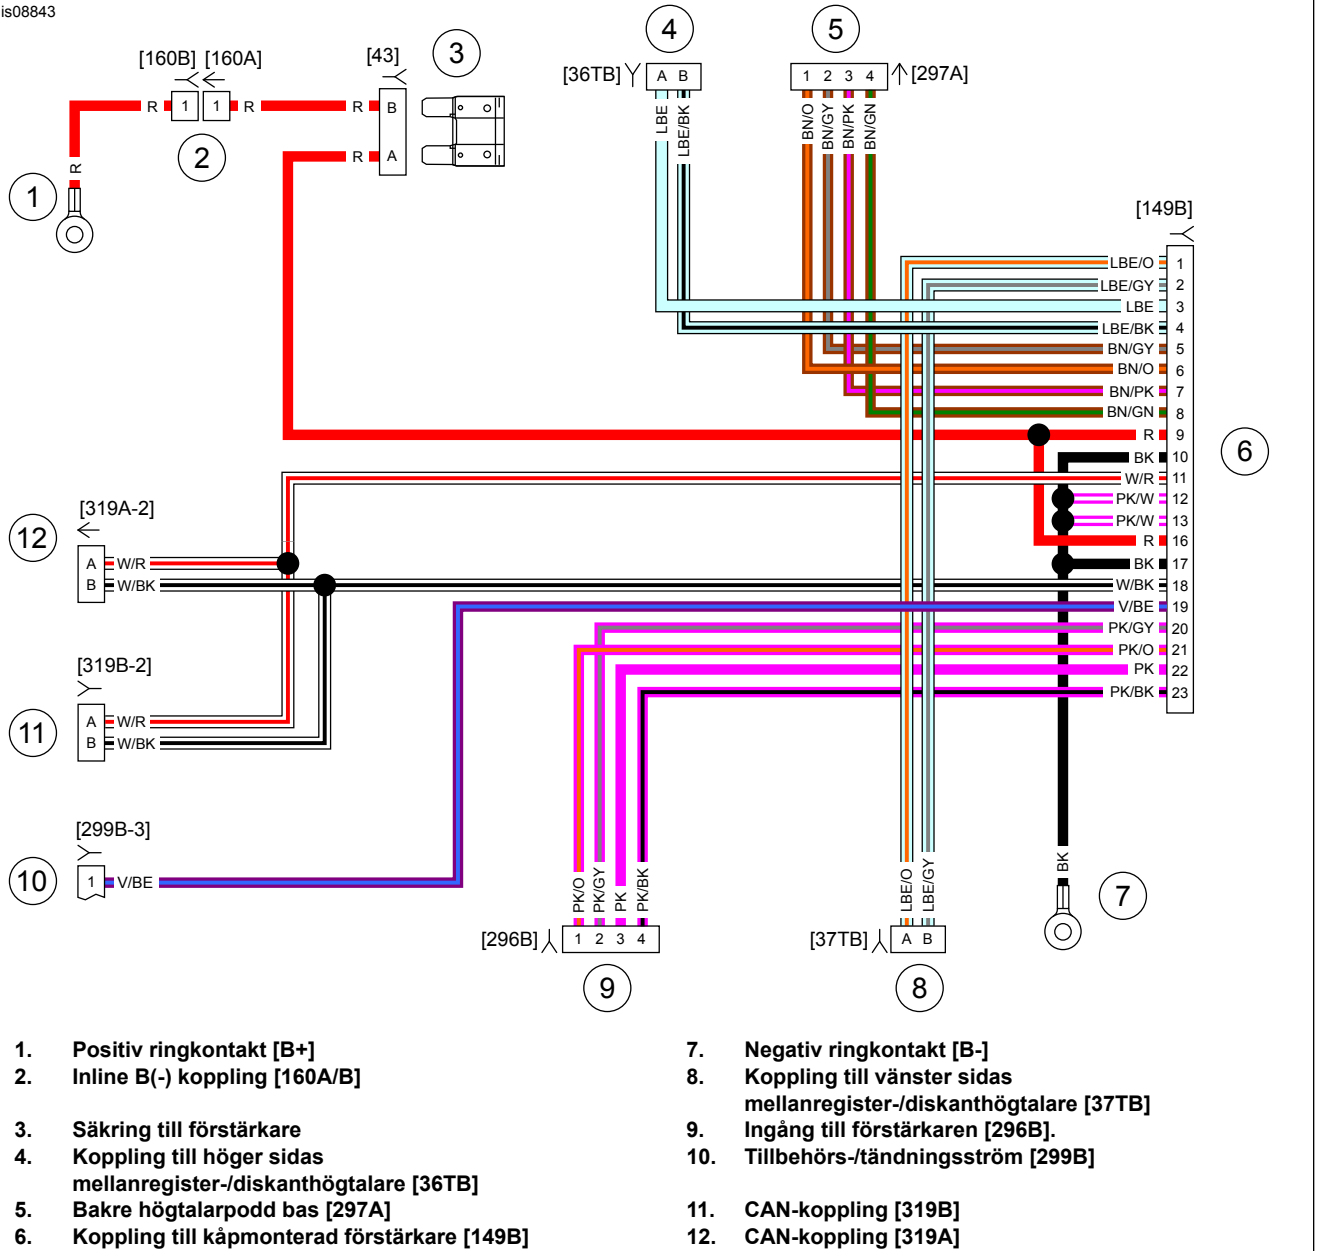 is08843
[160B] [160A]
[43]
3
4
5
[36TB]
A B
1 2 3 4
[297A]
R 1 1 R R B
R A
2
1
R
LBE
LBE/BK
BN/O
BN/GY
BN/PK
BN/GN
[149B]
LBE/O 1
LBE/GY 2
LBE 3
LBE/BK 4
BN/GY 5
BN/O 6
BN/PK 7
BN/GN 8
R 9
BK 10
W/R 11
PK/W 12
PK/W 13
R 16
BK 17
W/BK 18
V/BE 19
PK/GY 20
PK/O 21
PK 22
PK/BK 23
6
[319A-2]
12
A W/R
B W/BK
[319B-2]
11
A W/R
B W/BK
[299B-3]
10
1 V/BE
PK/O
PK/GY
PK
PK/BK
[296B] 1 2 3 4
9
LBE/O
LBE/GY
[37TB] A B
8
BK
7
1. Positiv ringkontakt [B+]
2. Inline B(-) koppling [160A/B]
3. Säkring till förstärkare
4. Koppling till höger sidas
mellanregister-/diskanthögtalare [36TB]
5. Bakre högtalarpodd bas [297A]
6. Koppling till kåpmonterad förstärkare [149B]
7. Negativ ringkontakt [B-]
8. Koppling till vänster sidas
mellanregister-/diskanthögtalare [37TB]
9. Ingång till förstärkaren [296B].
10. Tillbehörs-/tändningsström [299B]
11. CAN-koppling [319B]
12. CAN-koppling [319A]